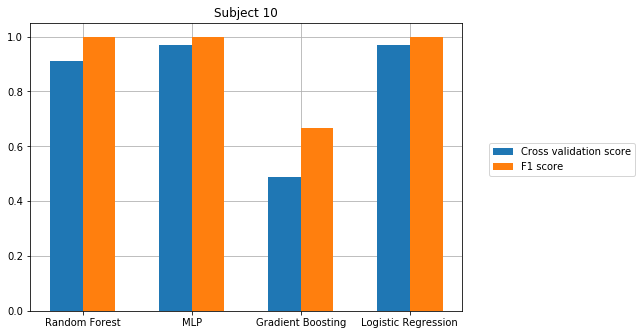 Subject 10
1.0
0.8
0.6
0.4
0.2
0.0
Random Forest
MLP
Gradient Boosting
Logistic Regression
Cross validation score
F1 score